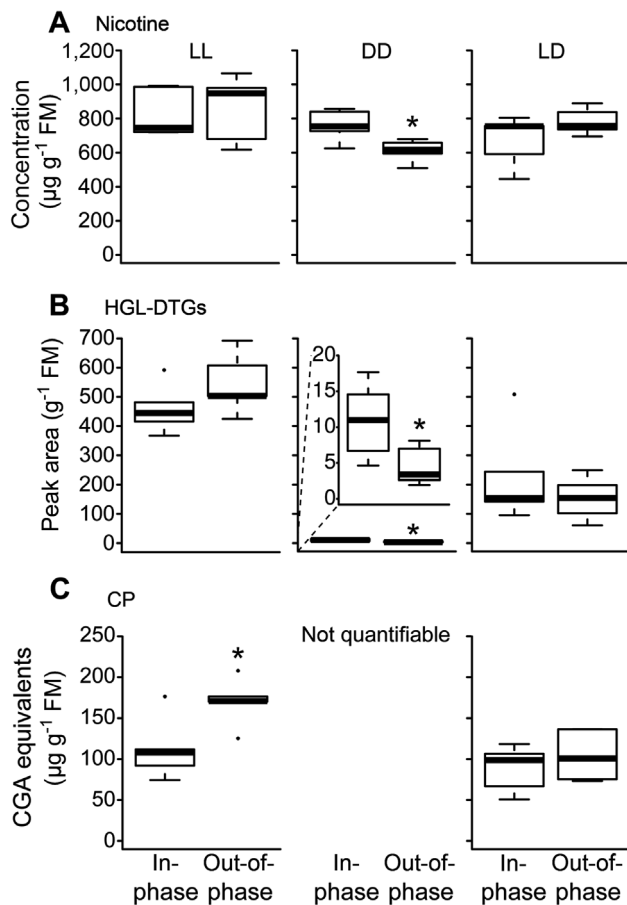 A Nicotine
LL DD LD
Concentration
(µg g⁻¹ FM)
1,200
1,000
800
600
400
200
0
*
B HGL-DTGs
Peak area (g⁻¹ FM)
700
600
500
400
300
200
100
0
20
15
10
5
0
*
*
C CP
Not quantifiable
CGA equivalents
(µg g⁻¹ FM)
250
200
150
100
50
0
*
In- Out-of- In- Out-of- In- Out-of-
phase phase phase phase phase phase